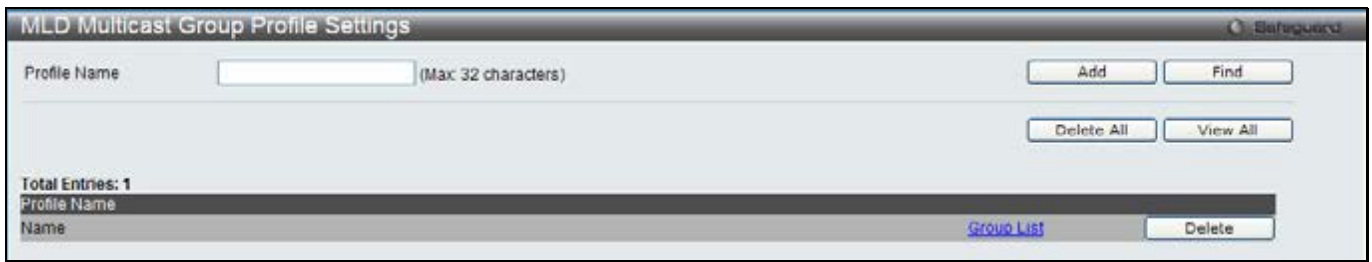 MLD Multicast Group Profile Settings
Safeguard
Profile Name (Max: 32 characters) Add Find
Delete All View All
Total Entries: 1
Profile Name
Name Group List Delete